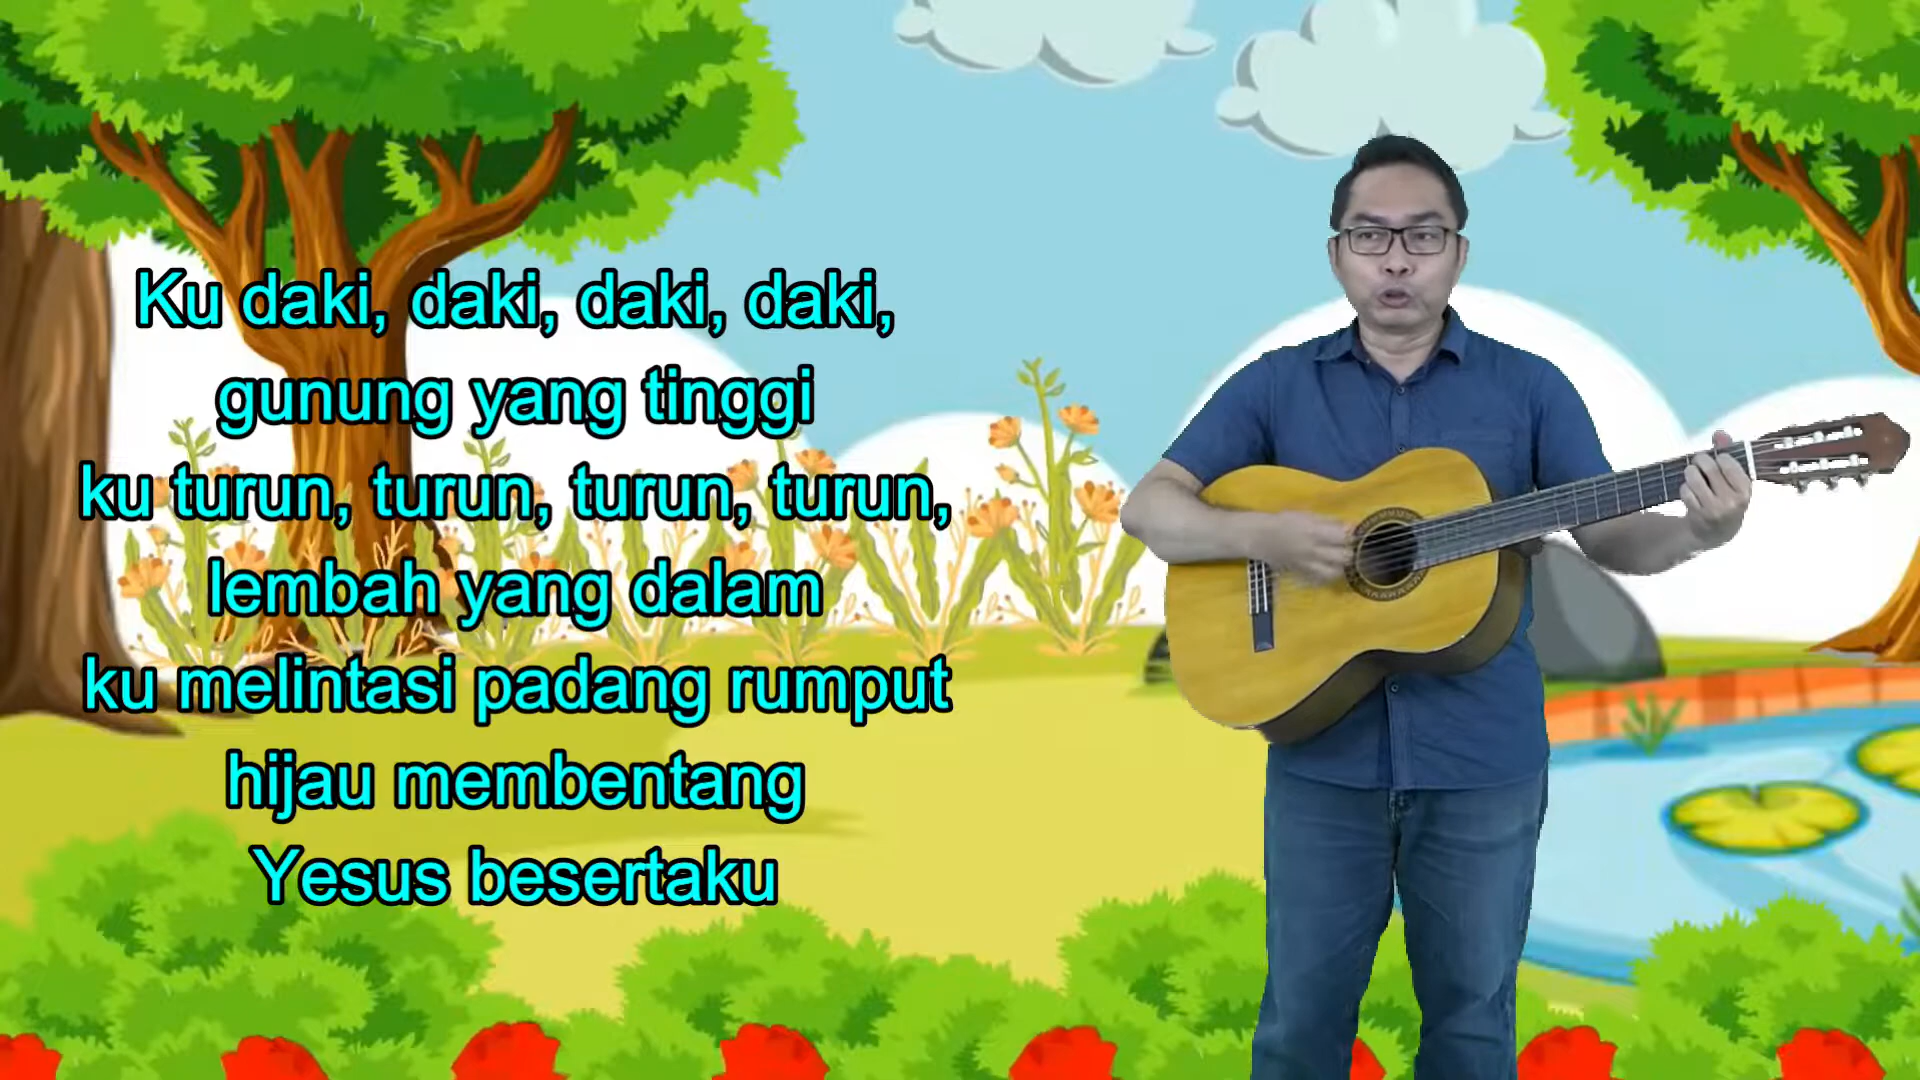 Ku daki, daki, daki, daki,
gunung yang tinggi
ku turun, turun, turun, turun,
lembah yang dalam
ku melintasi padang rumput
hijau membentang
Yesus besertaku